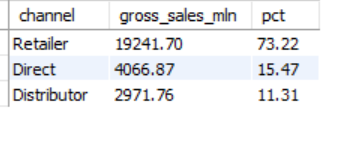 channel gross_sales_mln pct
Retailer 19241.70 73.22
Direct 4066.87 15.47
Distributor 2971.76 11.31